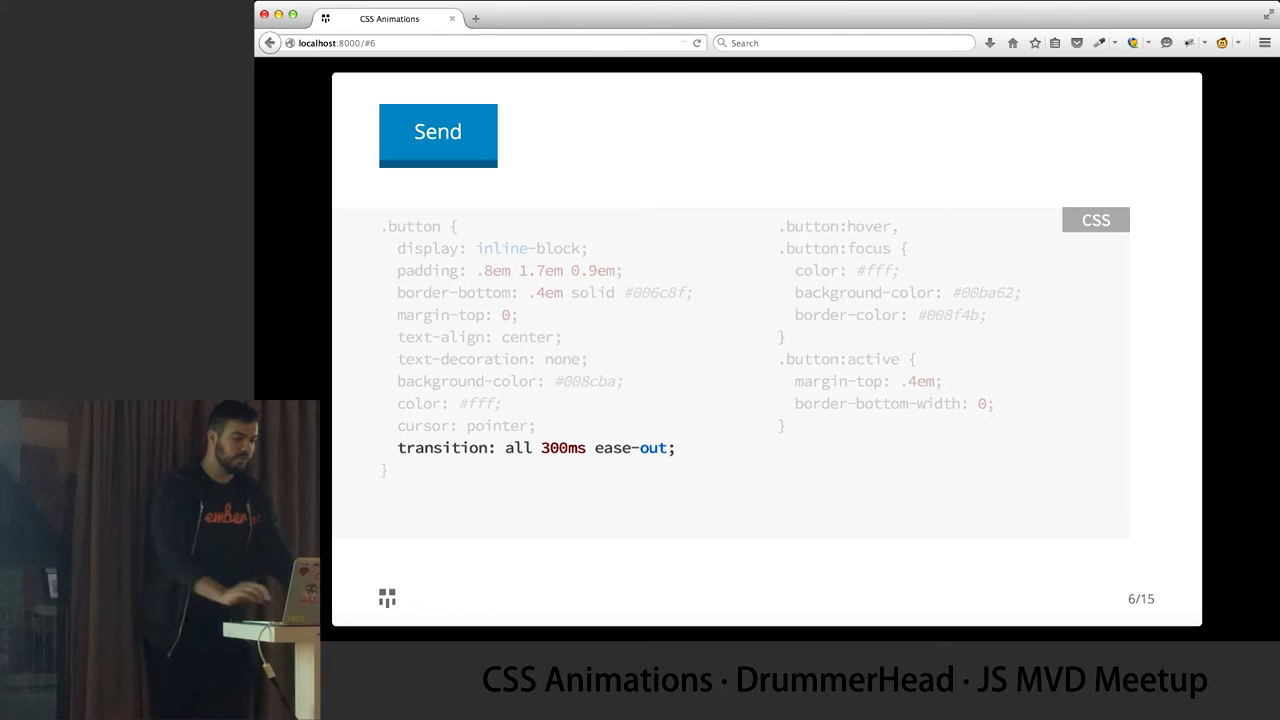 CSS Animations
localhost:8000/#6
Search
Send
CSS
.button {
display: inline-block;
padding: .8em 1.7em 0.9em;
border-bottom: .4em solid #006c8f;
margin-top: 0;
text-align: center;
text-decoration: none;
background-color: #008cba;
color: #fff;
cursor: pointer;
transition: all 300ms ease-out;
}
.button:hover,
.button:focus {
color: #fff;
background-color: #00ba62;
border-color: #008f4b;
}
.button:active {
margin-top: .4em;
border-bottom-width: 0;
}
6/15
ember
CSS Animations · DrummerHead · JS MVD Meetup